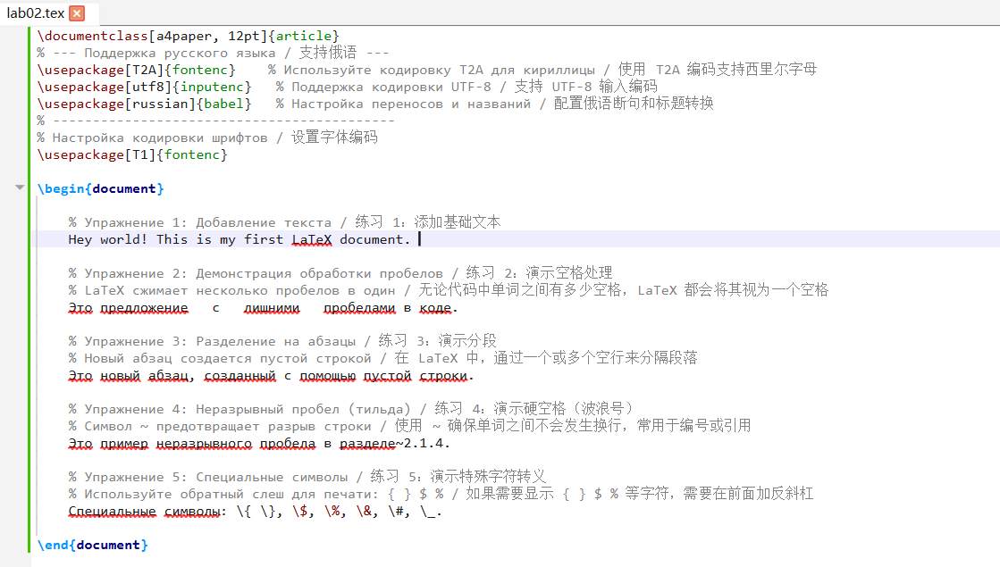 lab02.tex
\documentclass[a4paper, 12pt]{article}
% --- Поддержка русского языка / 支持俄语 ---
\usepackage[T2A]{fontenc}    % Используйте кодировку T2A для кириллицы / 使用 T2A 编码支持西里尔字母
\usepackage[utf8]{inputenc}   % Поддержка кодировки UTF-8 / 支持 UTF-8 输入编码
\usepackage[russian]{babel}   % Настройка переносов и названий / 配置俄语断句和标题转换
% -------------------------------------------
% Настройка кодировки шрифтов / 设置字体编码
\usepackage[T1]{fontenc}
\begin{document}
% Упражнение 1: Добавление текста / 练习 1：添加基础文本
Hey world! This is my first LaTeX document.
% Упражнение 2: Демонстрация обработки пробелов / 练习 2：演示空格处理
% LaTeX сжимает несколько пробелов в один / 无论代码中单词之间有多少空格，LaTeX 都会将其视为一个空格
Это предложение   с   лишними   пробелами в коде.
% Упражнение 3: Разделение на абзацы / 练习 3：演示分段
% Новый абзац создается пустой строкой / 在 LaTeX 中，通过一个或多个空行来分隔段落
Это новый абзац, созданный с помощью пустой строки.
% Упражнение 4: Неразрывный пробел (тильда) / 练习 4：演示硬空格（波浪号）
% Символ ~ предотвращает разрыв строки / 使用 ~ 确保单词之间不会发生换行，常用于编号或引用
Это пример неразрывного пробела в разделе~2.1.4.
% Упражнение 5: Специальные символы / 练习 5：演示特殊字符转义
% Используйте обратный слеш для печати: { } $ % / 如果需要显示 { } $ % 等字符，需要在前面加反斜杠
Специальные символы: \{ \}, \$, \%, \&, \#, \_.
\end{document}